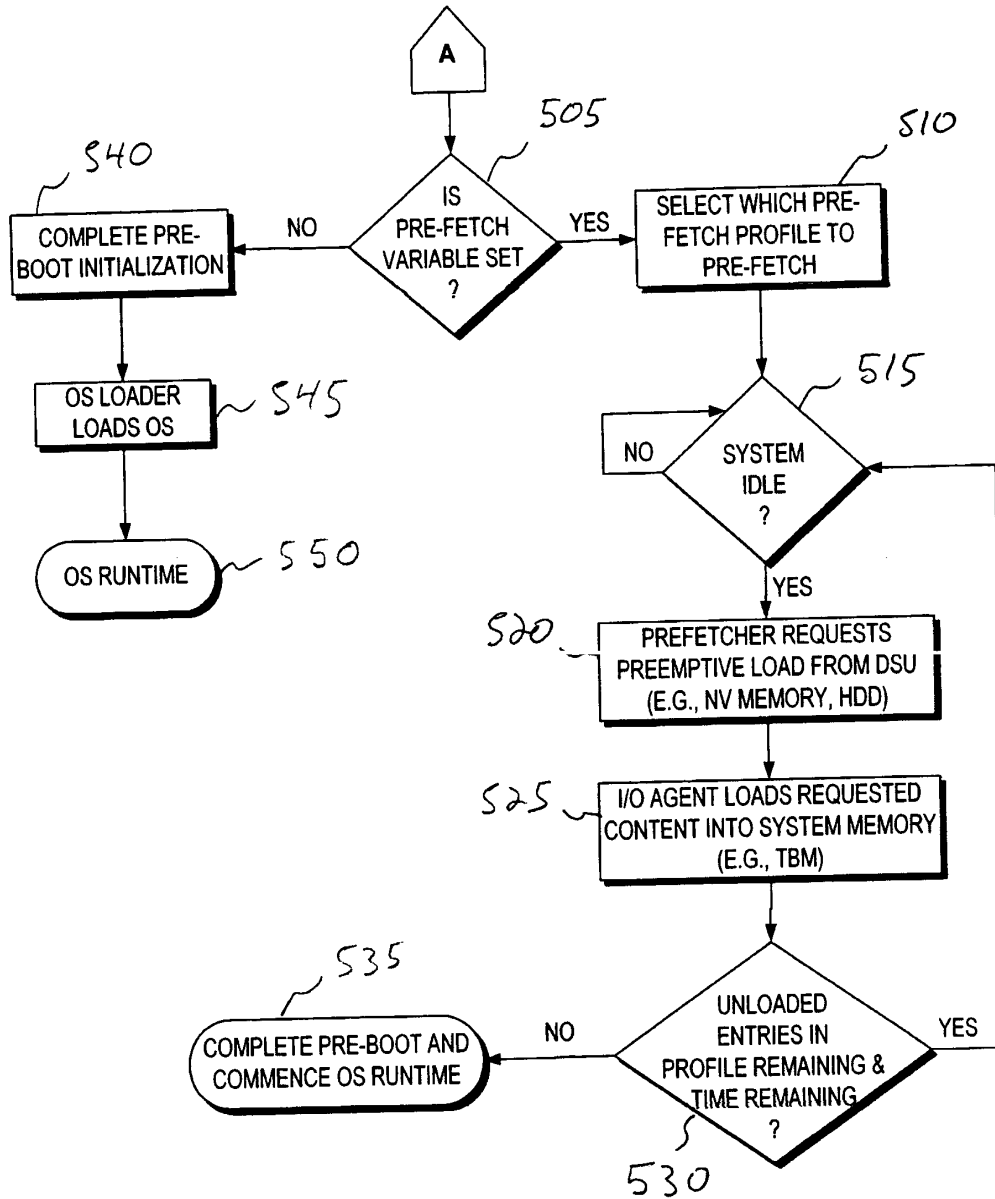 A
505
IS
PRE-FETCH
VARIABLE SET
?
NO
YES
540
COMPLETE PRE-
BOOT INITIALIZATION
510
SELECT WHICH PRE-
FETCH PROFILE TO
PRE-FETCH
OS LOADER
LOADS OS
545
515
SYSTEM
IDLE
?
NO
YES
OS RUNTIME
550
520
PREFETCHER REQUESTS
PREEMPTIVE LOAD FROM DSU
(E.G., NV MEMORY, HDD)
525
I/O AGENT LOADS REQUESTED
CONTENT INTO SYSTEM MEMORY
(E.G., TBM)
535
COMPLETE PRE-BOOT AND
COMMENCE OS RUNTIME
NO
UNLOADED
ENTRIES IN
PROFILE REMAINING &
TIME REMAINING
?
YES
530